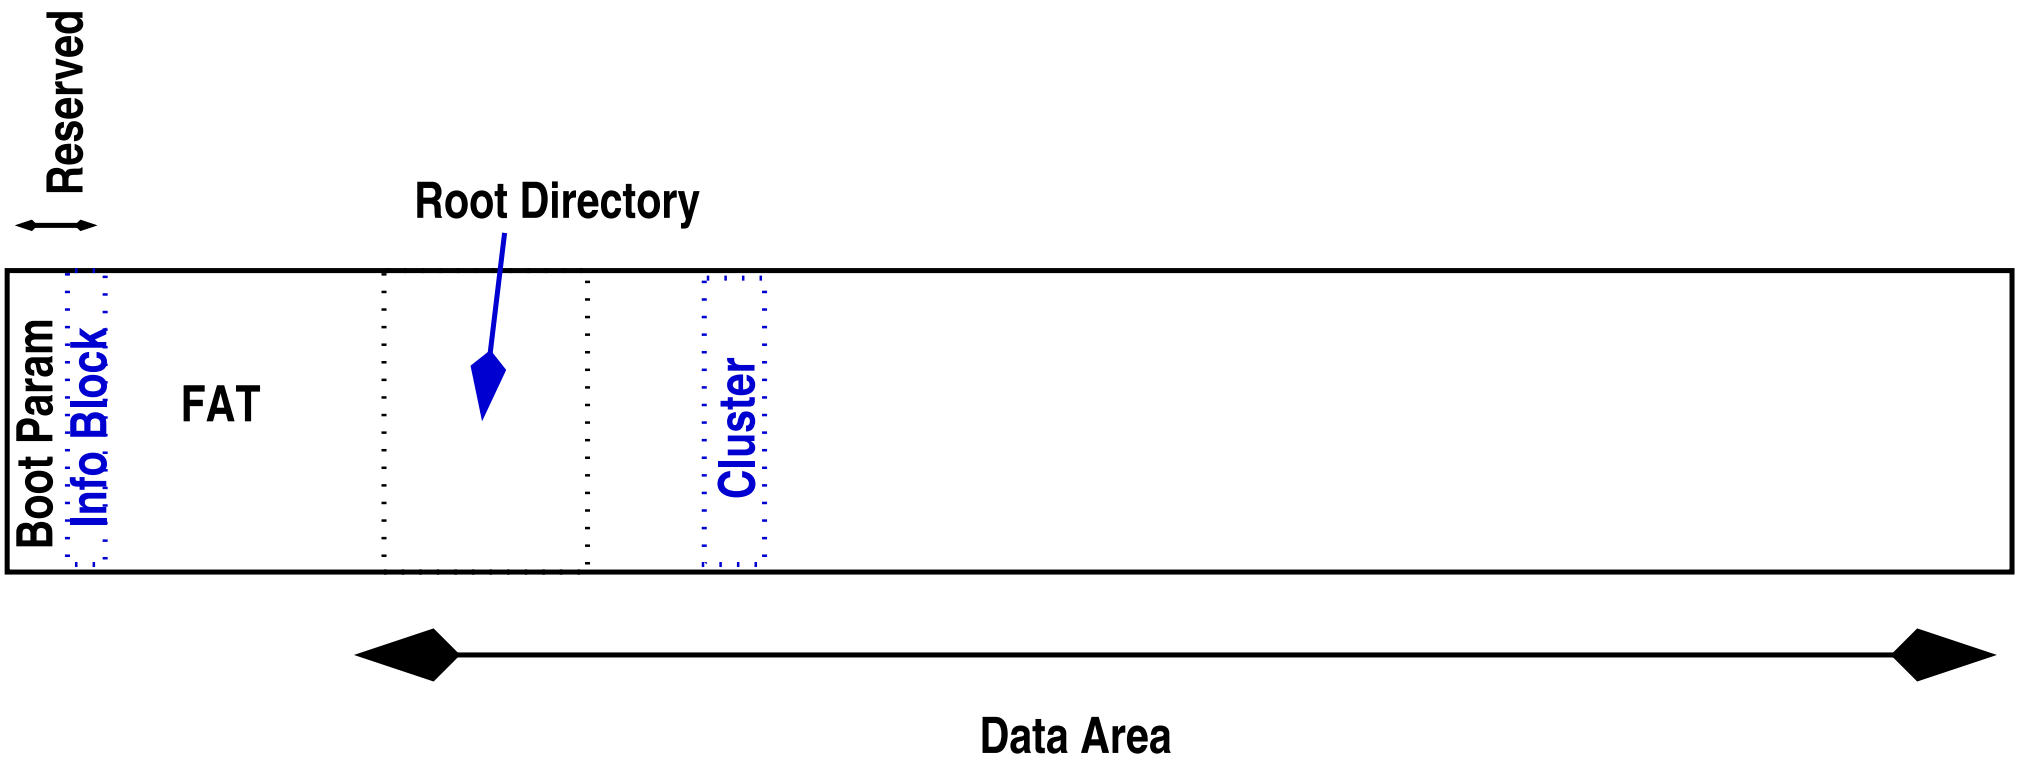 Reserved
Root Directory
Boot Param
Info Block
FAT
Cluster
Data Area